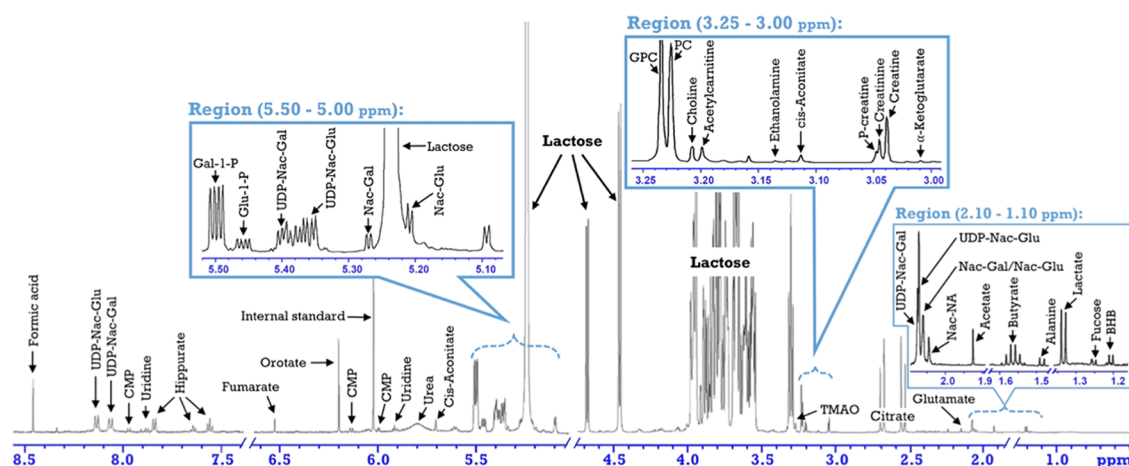 Region (3.25 - 3.00 ppm):
GPC
PC
Choline
Acetylcarnitine
Ethanolamine
cis-Aconitate
P-creatine
Creatinine
Creatine
α-Ketoglutarate
3.25 3.20 3.15 3.10 3.05 3.00
Region (5.50 - 5.00 ppm):
Gal-1-P
Glu-1-P
UDP-Nac-Gal
UDP-Nac-Glu
Nac-Gal
Lactose
Nac-Glu
5.50 5.40 5.30 5.20 5.10
Lactose
Lactose
Region (2.10 - 1.10 ppm):
UDP-Nac-Gal
UDP-Nac-Glu
Nac-Gal/Nac-Glu
Nac-NA
Acetate
Butyrate
Alanine
Lactate
Fucose
BHB
2.0 1.9 1.6 1.5 1.3 1.2
Formic acid
UDP-Nac-Glu
UDP-Nac-Gal
CMP
Uridine
Hippurate
Fumarate
Orotate
Internal standard
CMP
CMP
Uridine
Urea
Cis-Aconitate
TMAO
Citrate
Glutamate
8.5 8.0 7.5 6.5 6.0 5.5 4.5 4.0 3.5 3.0 2.5 2.0 1.0 ppm